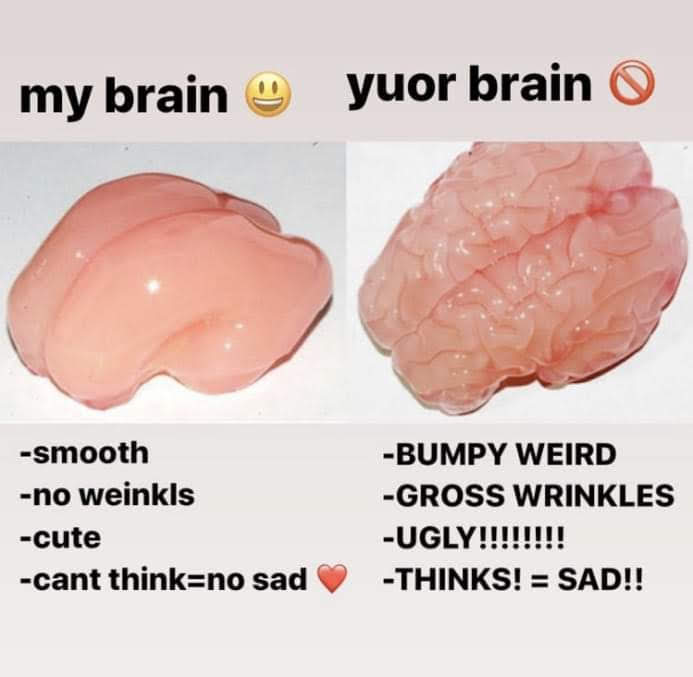 my brain 😃
yuor brain 🚫
-smooth
-no weinkls
-cute
-cant think=no sad ❤️
-BUMPY WEIRD
-GROSS WRINKLES
-UGLY!!!!!!!!
-THINKS! = SAD!!